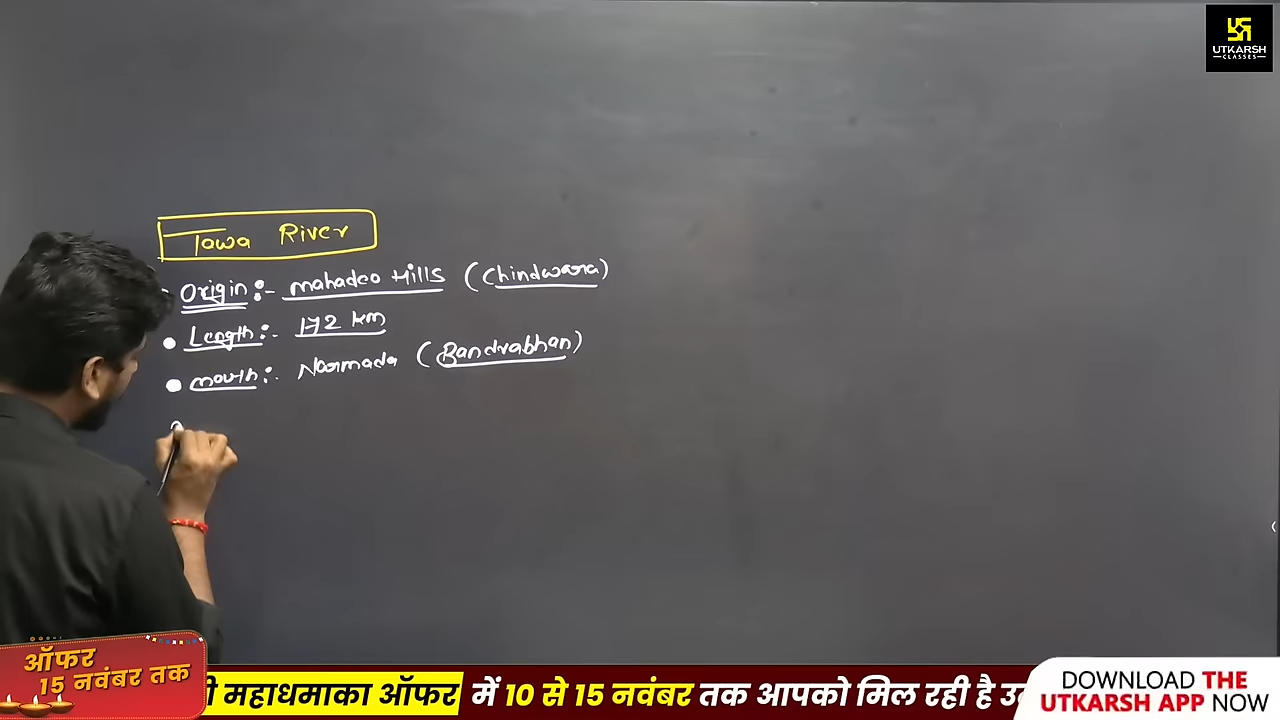 UTKARSH
CLASSES
Tawa River
Origin :- mahadeo Hills (Chindwara)
• Length :- 172 km
• mouth :- Narmada (Bandrabhan)
ऑफर
15 नवंबर तक
महाधमाका ऑफर में 10 से 15 नवंबर तक आपको मिल रही है
DOWNLOAD THE
UTKARSH APP NOW